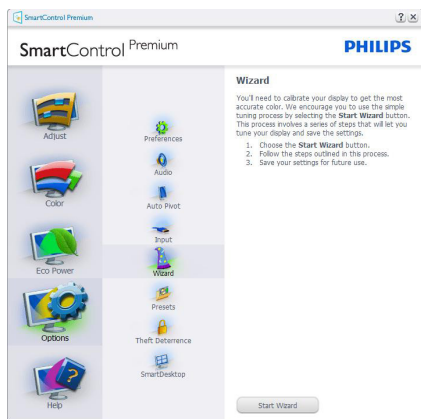 SmartControl Premium
? x
SmartControl Premium
PHILIPS
Adjust
Color
Eco Power
Options
Help
Preferences
Audio
Auto Pivot
Input
Wizard
Presets
Theft Deterrence
SmartDesktop
Wizard
You'll need to calibrate your display to get the most
accurate color. We encourage you to use the simple
tuning process by selecting the Start Wizard button.
This process involves a series of steps that will let you
tune your display and save the settings.
1. Choose the Start Wizard button.
2. Follow the steps outlined in this process.
3. Save your settings for future use.
Start Wizard